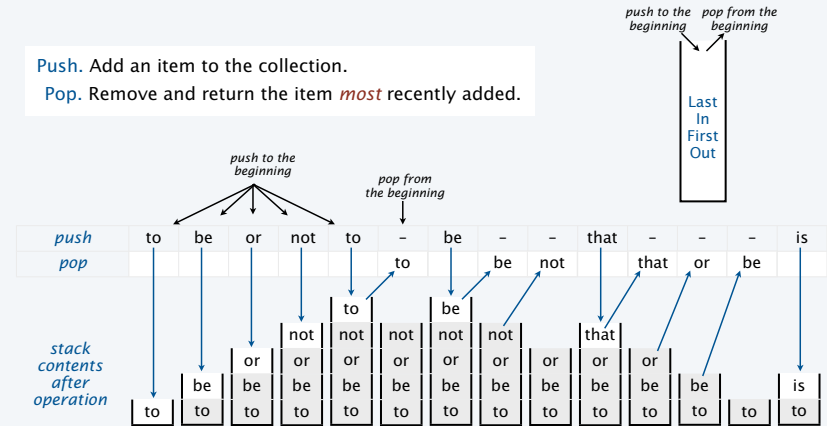 push to the beginning
pop from the beginning
Push. Add an item to the collection.
Pop. Remove and return the item most recently added.
Last
In
First
Out
push to the
beginning
pop from
the beginning
push to be or not to - be - - that - - - is
pop to be not that or be
stack
contents
after
operation
to be
not not not not not that
or or or or or or or or or
be be be be be be be be be be be is
to to to to to to to to to to to to to to